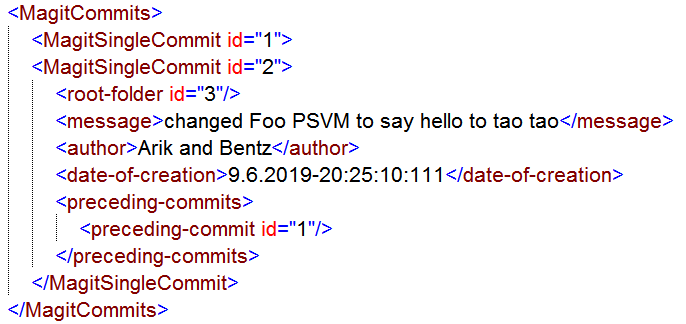 <MagitCommits>
<MagitSingleCommit id="1">
<MagitSingleCommit id="2">
<root-folder id="3"/>
<message>changed Foo PSVM to say hello to tao tao</message>
<author>Arik and Bentz</author>
<date-of-creation>9.6.2019-20:25:10:111</date-of-creation>
<preceding-commits>
<preceding-commit id="1"/>
</preceding-commits>
</MagitSingleCommit>
</MagitCommits>